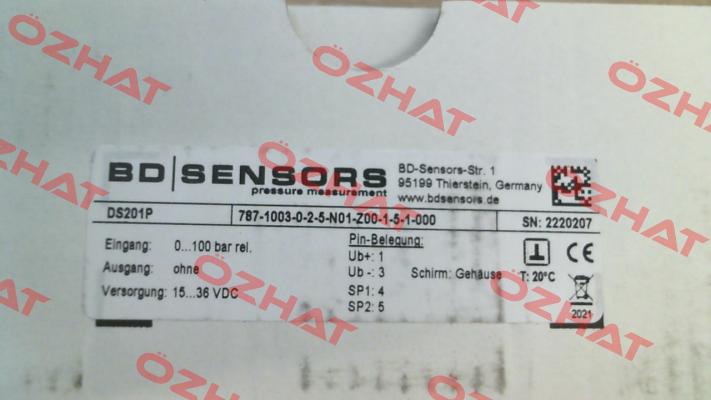 BD|SENSORS
pressure measurement
BD-Sensors-Str. 1
95199 Thierstein, Germany
www.bdsensors.de
DS201P 787-1003-0-2-5-N01-Z00-1-5-1-000 SN: 2220207
Eingang: 0...100 bar rel.
Ausgang: ohne
Versorgung: 15...36 VDC
Pin-Belegung:
Ub+: 1
Ub -: 3 Schirm: Gehäuse
SP1: 4
SP2: 5
CE
T: 20°C
2021
ÖZHAT
ÖZHAT
ÖZHAT
ÖZHAT
ÖZHAT
ÖZHAT
ÖZHAT
ÖZHAT
ÖZHAT